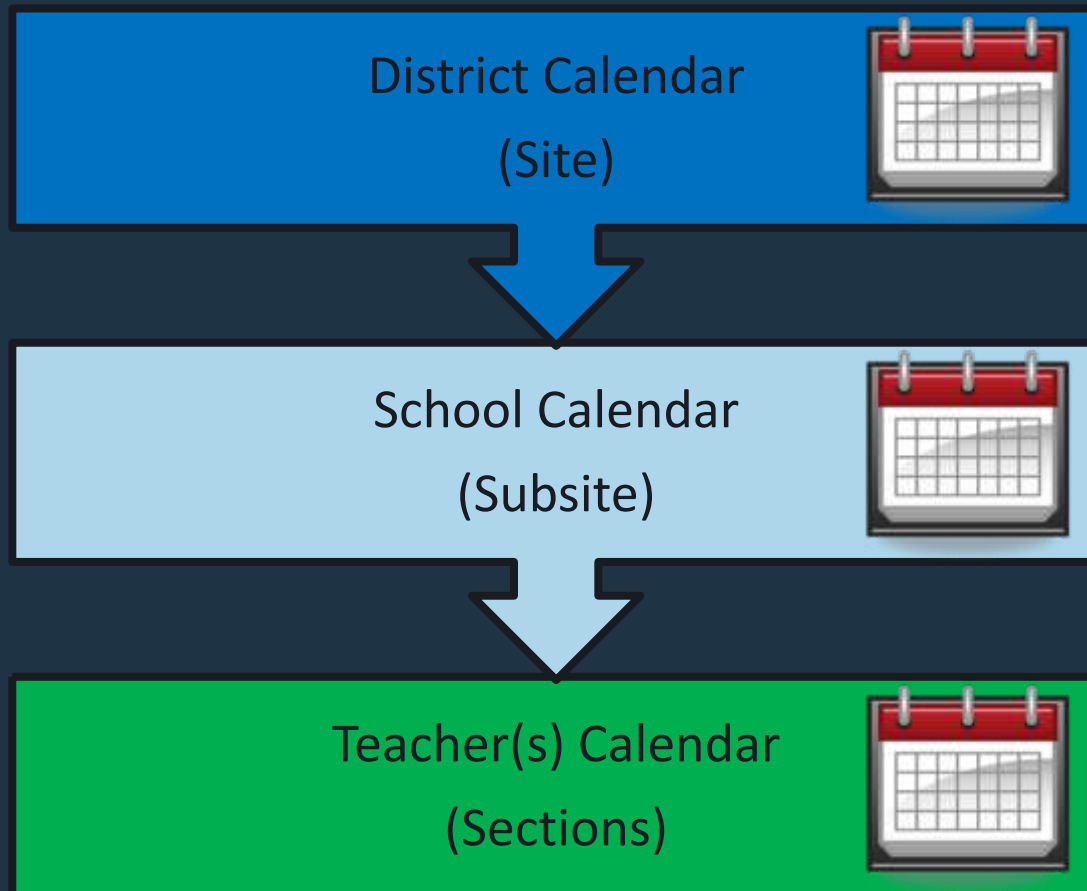 District Calendar
(Site)
School Calendar
(Subsite)
Teacher(s) Calendar
(Sections)